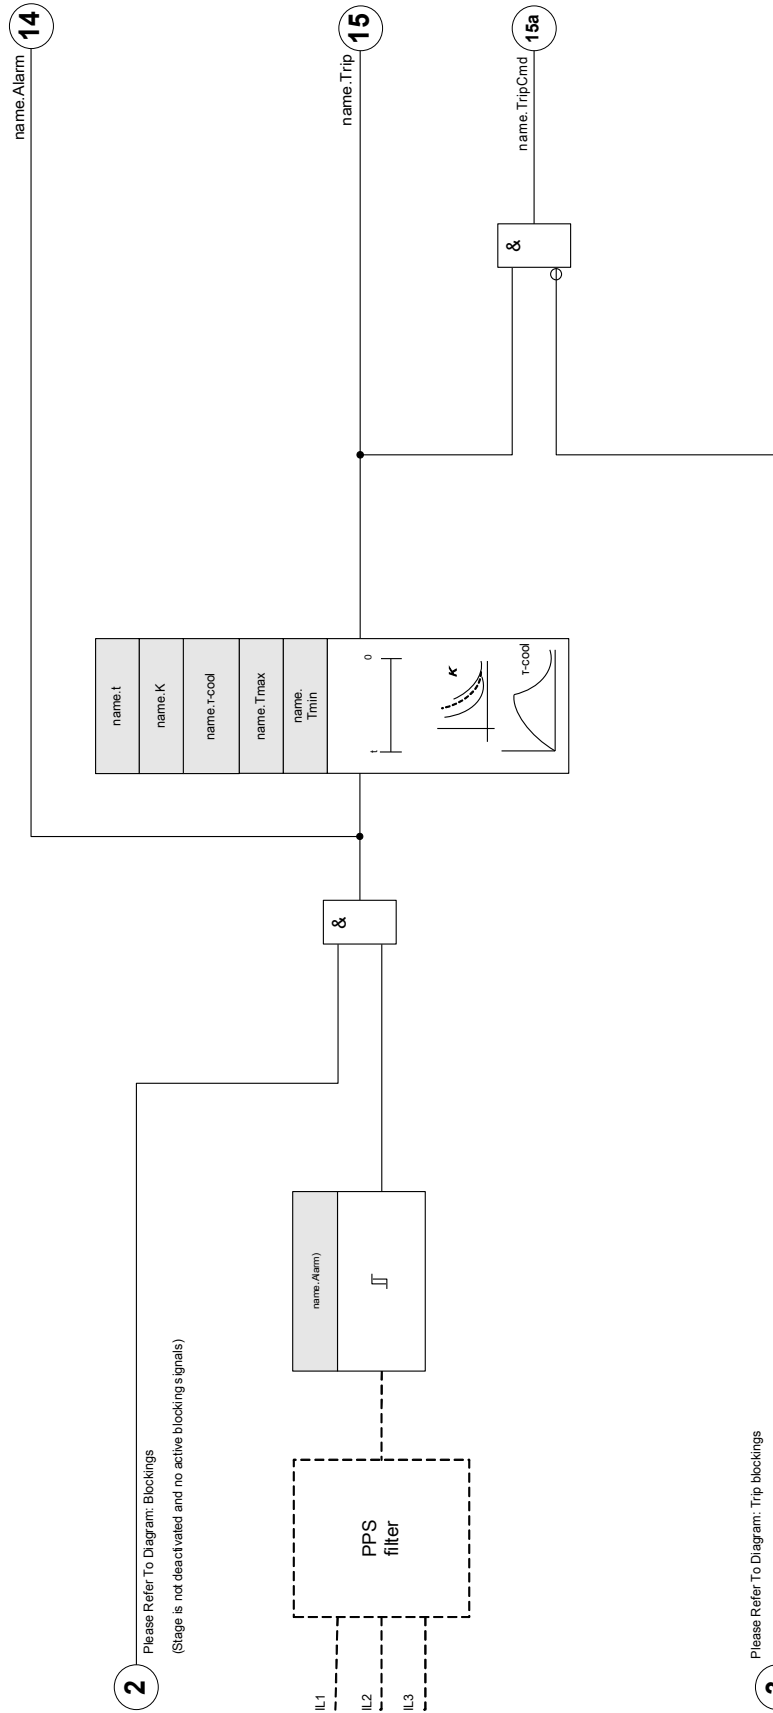 name.Alarm
14
2
Please Refer To Diagram: Blockings
(Stage is not deactivated and no active blocking signals)
IL1
IL2
IL3
PPS
filter
name.Alarm)
&
name.t
name.K
name.τ-cool
name.Tmax
name.
Tmin
t
0
K
τ-cool
name.Trip
15
&
name.TripCmd
15a
Please Refer To Diagram: Trip blockings